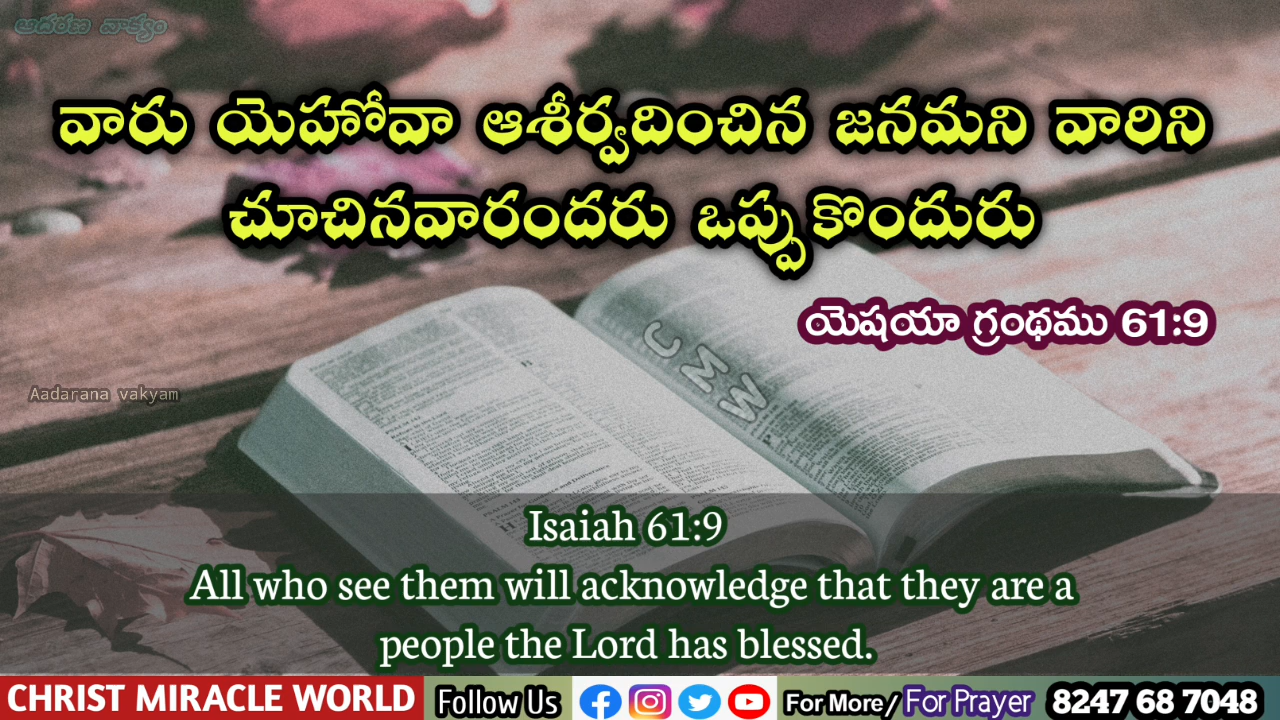 ఆదరణ వాక్యం
వారు యెహోవా ఆశీర్వదించిన జనమని వారిని
చూచినవారందరు ఒప్పుకొందురు
యెషయా గ్రంథము 61:9
CMW
Aadarana vakyam
Isaiah 61:9
All who see them will acknowledge that they are a
people the Lord has blessed.
CHRIST MIRACLE WORLD Follow Us For More/ For Prayer 8247 68 7048